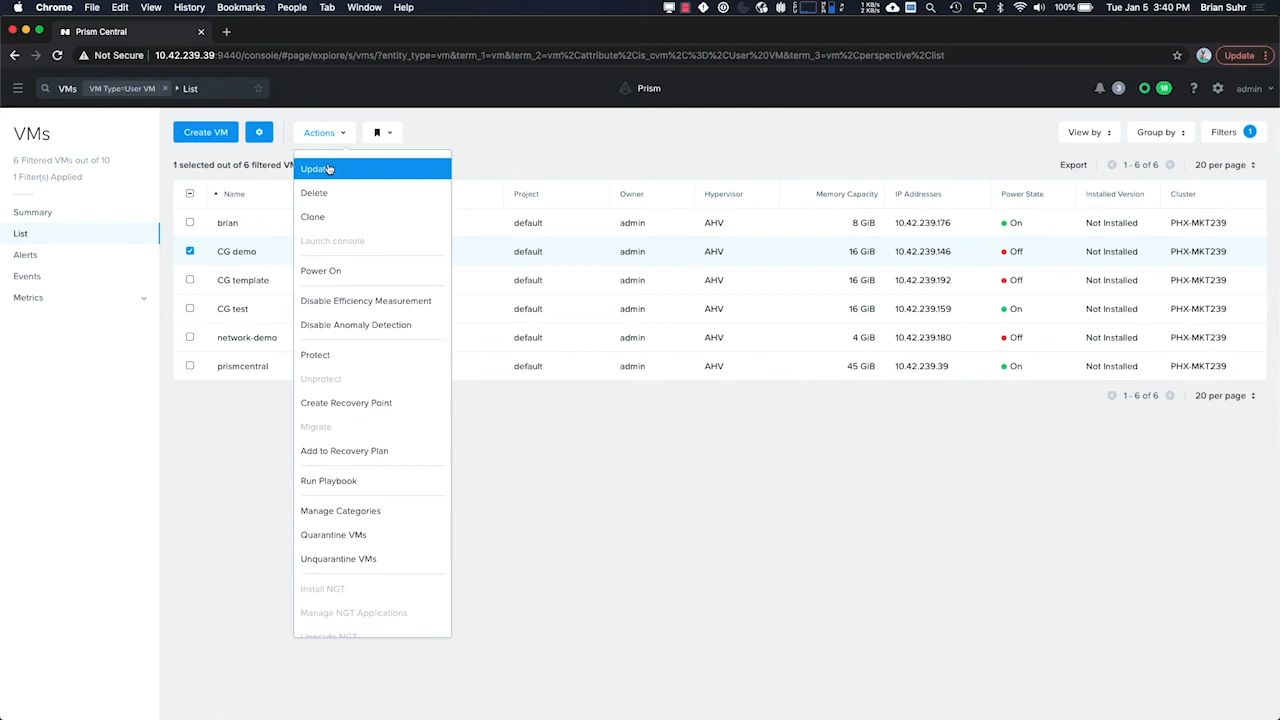 Chrome File Edit View History Bookmarks People Tab Window Help 100% Tue Jan 5 3:40 PM Brian Suhr
Prism Central
Not Secure 10.42.239.39:9440/console/#page/explore/s/vms/?entity_type=vm&term_1=vm&term_2=vm%2Cattribute%2Cis_cvm%2C%3D%2CUser%20VM&term_3=vm%2Cperspective%2Clist Update
VMs VM Type=User VM List Prism 3 18 ? admin
VMs
6 Filtered VMs out of 10
1 Filter(s) Applied
Summary
List
Alerts
Events
Metrics
Create VM Actions View by Group by Filters 1
1 selected out of 6 filtered Export 1 - 6 of 6 20 per page
Name Project Owner Hypervisor Memory Capacity IP Addresses Power State Installed Version Cluster
brian default admin AHV 8 GiB 10.42.239.176 On Not Installed PHX-MKT239
CG demo default admin AHV 16 GiB 10.42.239.146 Off Not Installed PHX-MKT239
CG template default admin AHV 16 GiB 10.42.239.192 Off Not Installed PHX-MKT239
CG test default admin AHV 16 GiB 10.42.239.159 On Not Installed PHX-MKT239
network-demo default admin AHV 4 GiB 10.42.239.180 Off Not Installed PHX-MKT239
prismcentral default admin AHV 45 GiB 10.42.239.39 On Not Installed PHX-MKT239
1 - 6 of 6 20 per page
Update
Delete
Clone
Launch console
Power On
Disable Efficiency Measurement
Disable Anomaly Detection
Protect
Unprotect
Create Recovery Point
Migrate
Add to Recovery Plan
Run Playbook
Manage Categories
Quarantine VMs
Unquarantine VMs
Install NGT
Manage NGT Applications
Upgrade NGT